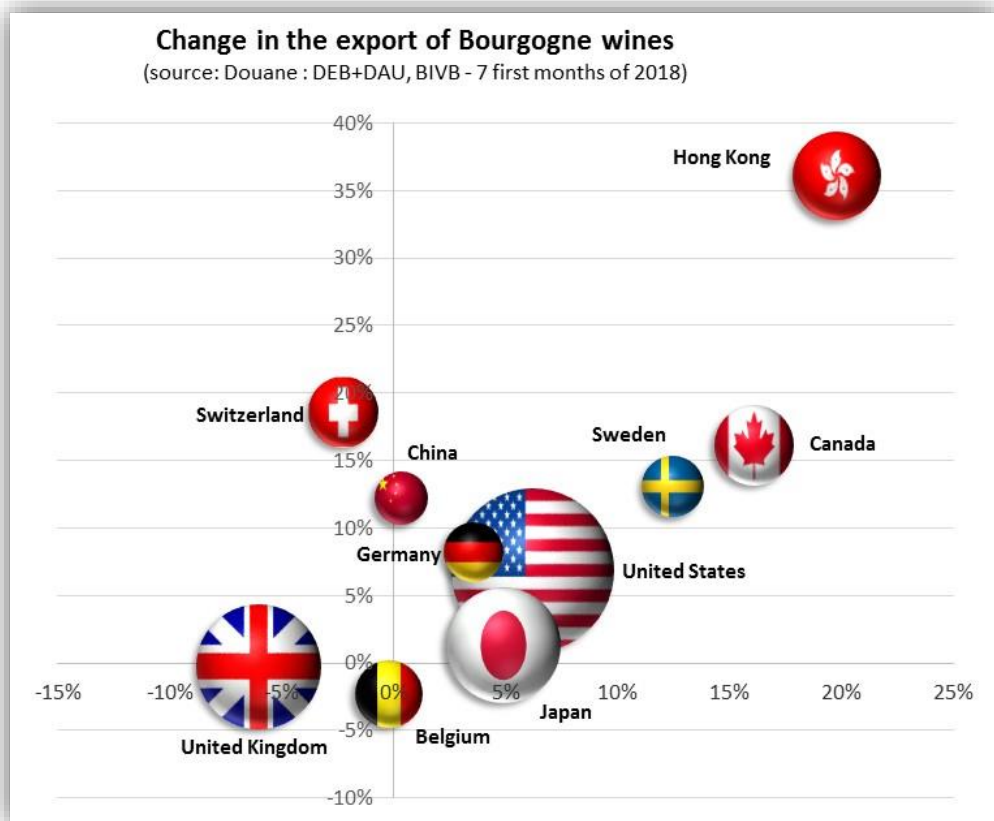 Change in the export of Bourgogne wines
(source: Douane : DEB+DAU, BIVB - 7 first months of 2018)
40%
Hong Kong
35%
30%
25%
20%
Switzerland
Sweden
Canada
15%
China
10%
Germany
United States
5%
0%
-15%
-10%
-5%
0%
5%
10%
15%
20%
25%
Japan
-5%
Belgium
United Kingdom
-10%